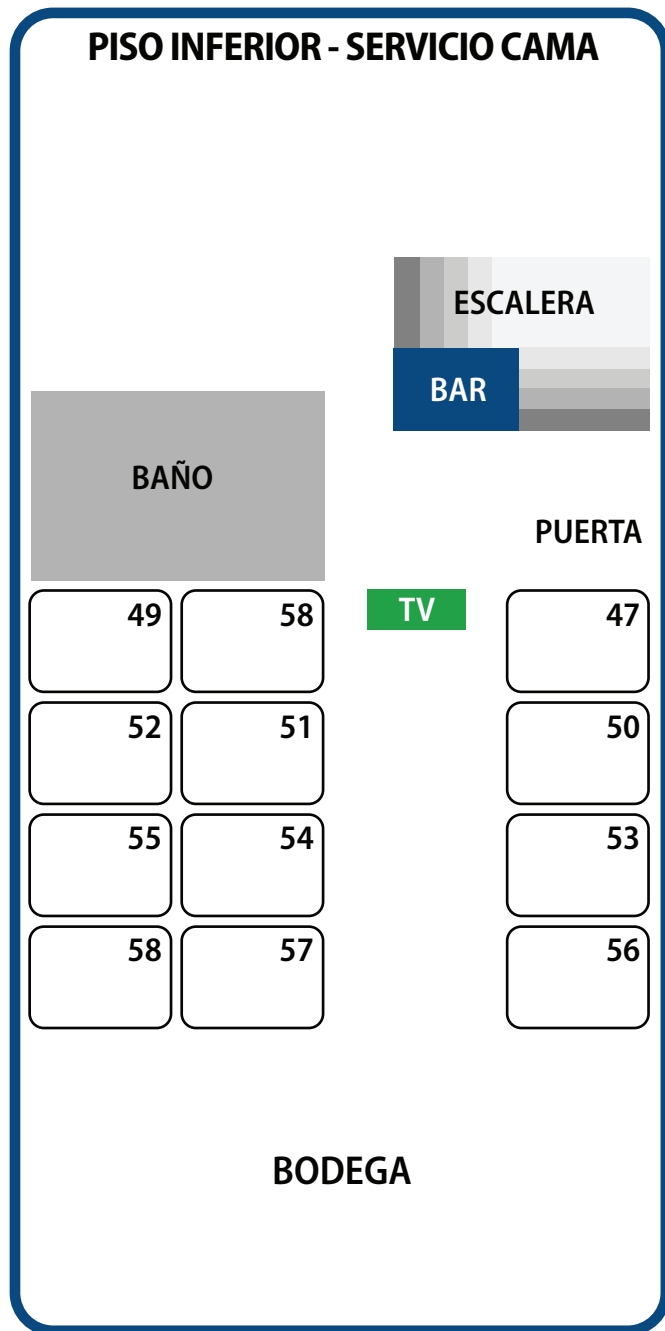 PISO INFERIOR - SERVICIO CAMA
ESCALERA
BAR
BAÑO
PUERTA
49 58 TV 47
52 51 50
55 54 53
58 57 56
BODEGA